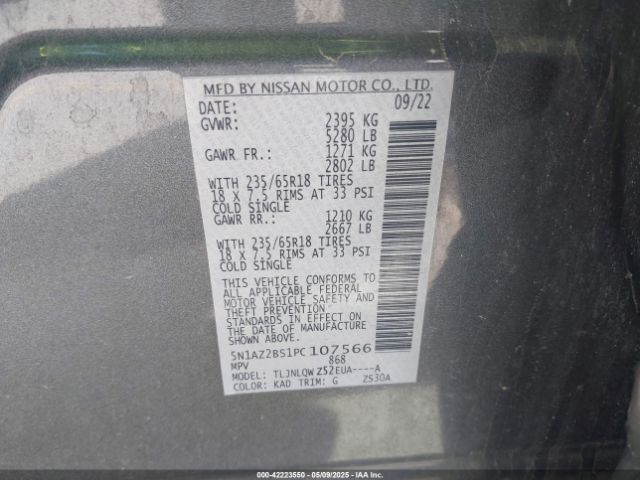 MFD BY NISSAN MOTOR CO., LTD.
DATE: 09/22
GVWR: 2395 KG
5280 LB
GAWR FR.: 1271 KG
2802 LB
WITH 235/65R18 TIRES
18 X 7.5 RIMS AT 33 PSI
COLD SINGLE
GAWR RR.: 1210 KG
2667 LB
WITH 235/65R18 TIRES
18 X 7.5 RIMS AT 33 PSI
COLD SINGLE
THIS VEHICLE CONFORMS TO
ALL APPLICABLE FEDERAL
MOTOR VEHICLE SAFETY AND
THEFT PREVENTION
STANDARDS IN EFFECT ON
THE DATE OF MANUFACTURE
SHOWN ABOVE.
5N1AZ2BS1PC107566
MPV 868
MODEL: TLJNLQW Z52EUA----A
COLOR: KAD TRIM: G ZS30A
000-42223550 - 05/09/2025 - IAA Inc.